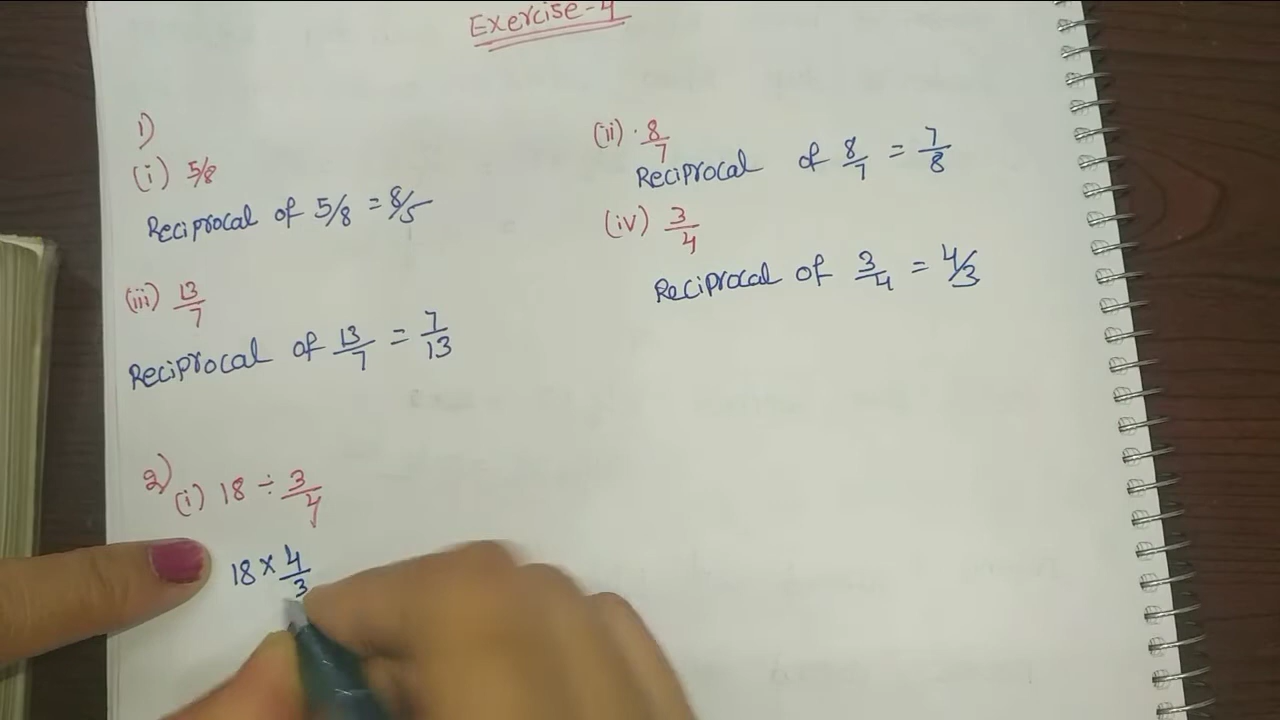 Exercise-4
1)
(i) 5/8
Reciprocal of 5/8 = 8/5
(ii) · 8/7
Reciprocal of 8/7 = 7/8
(iii) 13/7
Reciprocal of 13/7 = 7/13
(iv) 3/4
Reciprocal of 3/4 = 4/3
2)
(i) 18 ÷ 3/4
18 × 4/3